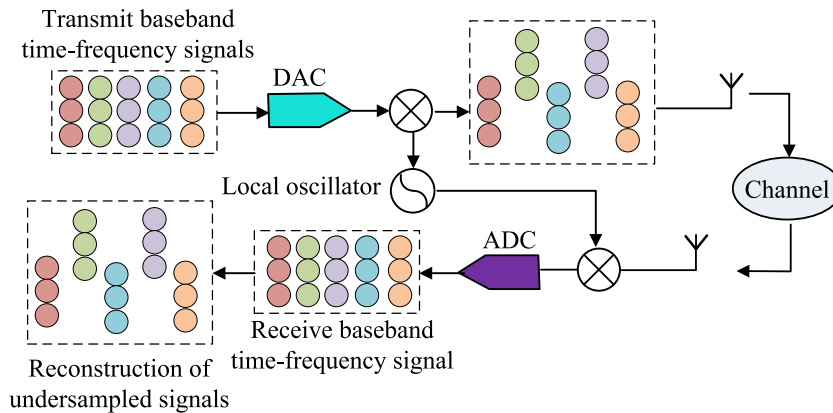 Transmit baseband
time-frequency signals
DAC
Local oscillator
Channel
ADC
Receive baseband
time-frequency signal
Reconstruction of
undersampled signals